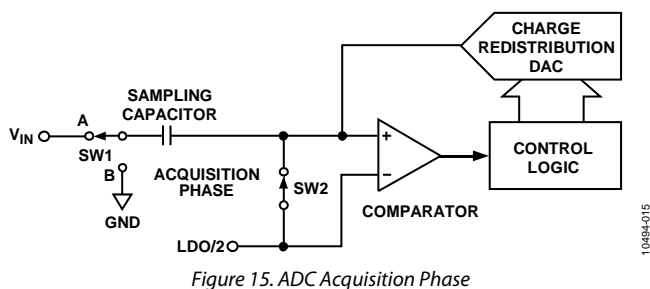 CHARGE
REDISTRIBUTION
DAC
SAMPLING
CAPACITOR
A
VIN
SW1
B
GND
ACQUISITION
PHASE
SW2
+
−
COMPARATOR
CONTROL
LOGIC
LDO/2
10494-015
Figure 15. ADC Acquisition Phase